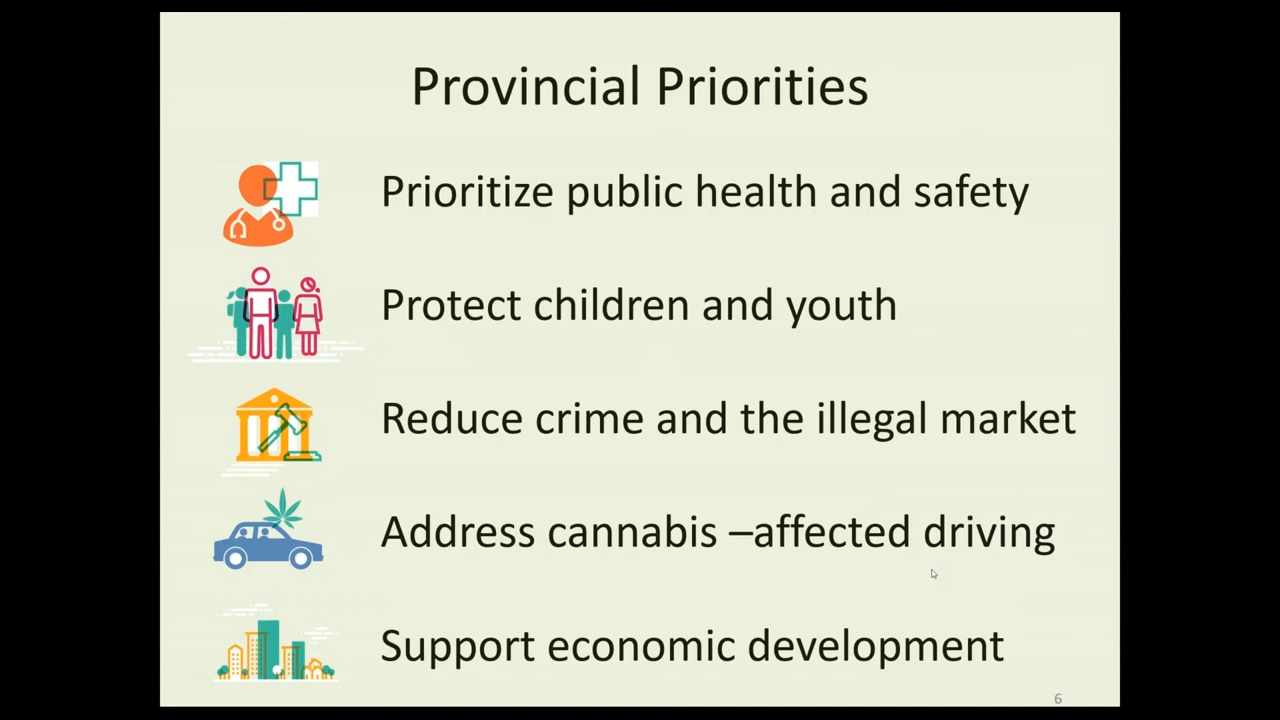 Provincial Priorities
Prioritize public health and safety
Protect children and youth
Reduce crime and the illegal market
Address cannabis –affected driving
Support economic development
6